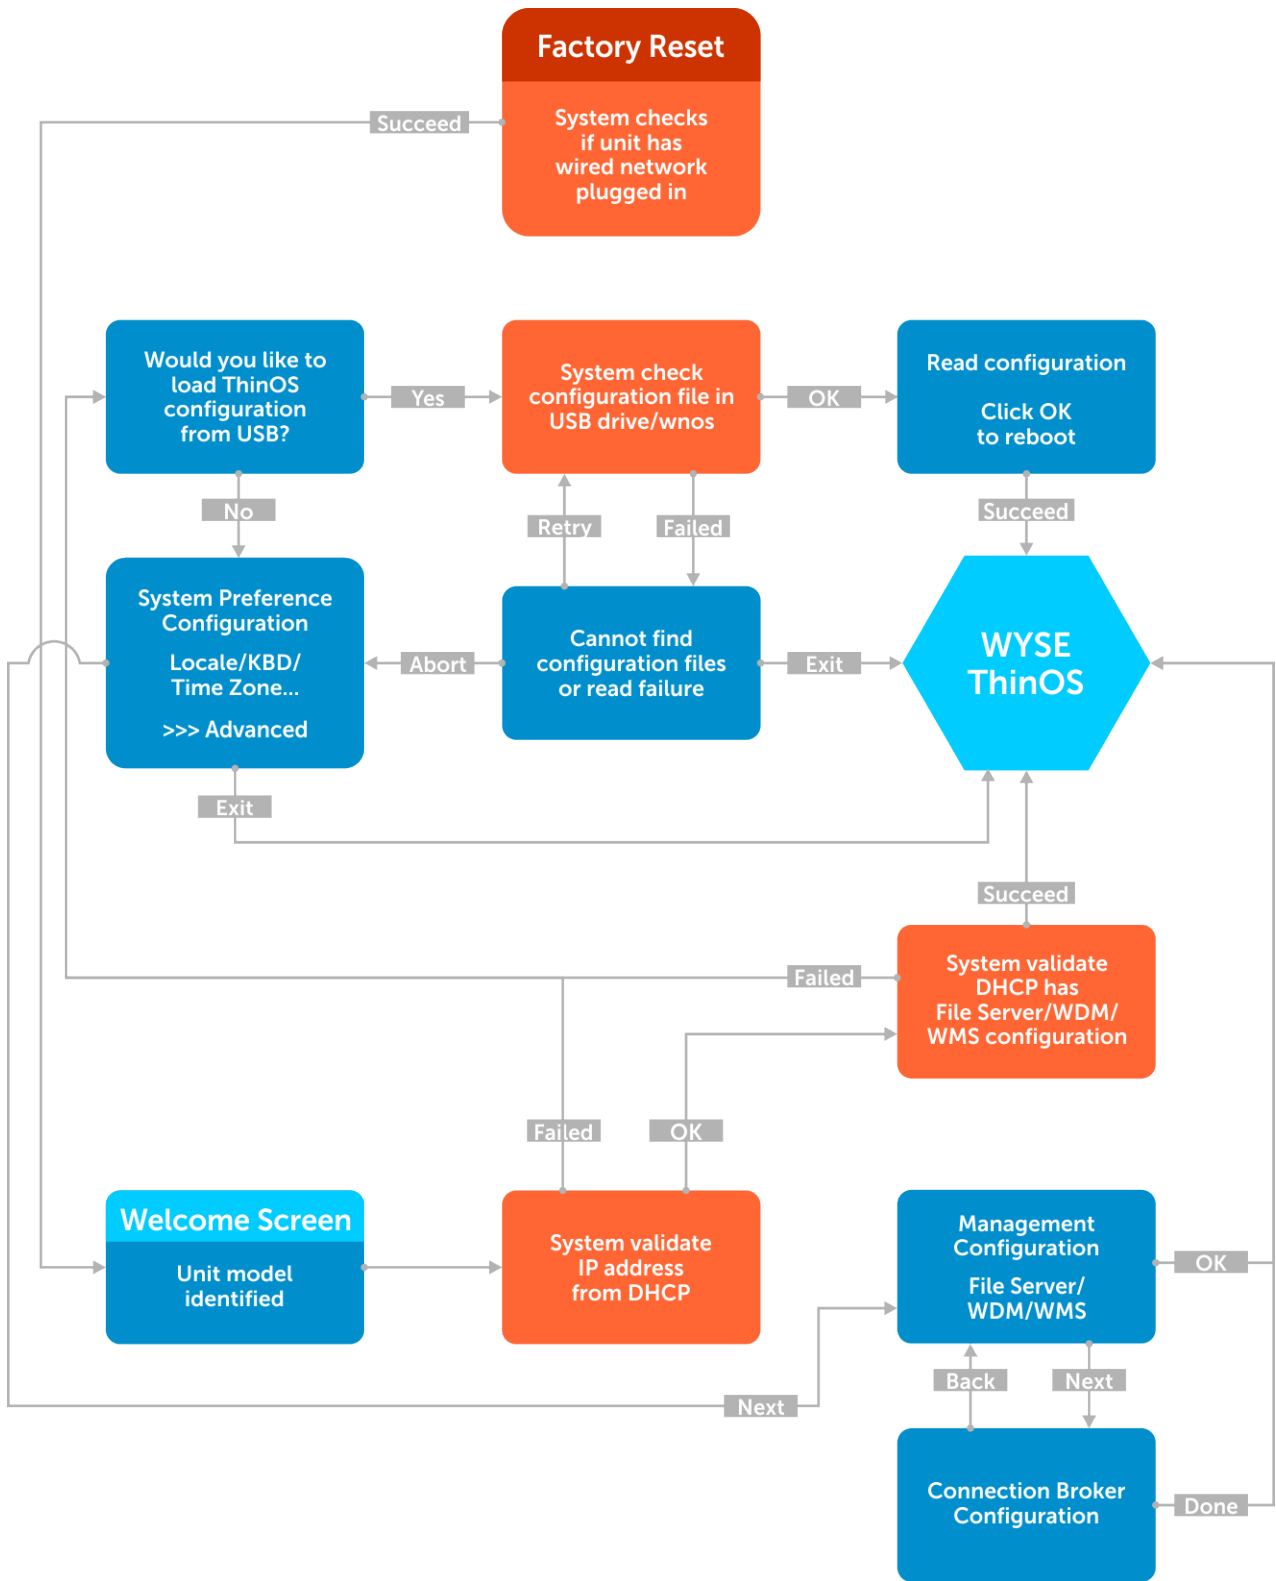 Factory Reset
System checks
if unit has
wired network
plugged in
Succeed
Would you like to
load ThinOS
configuration
from USB?
Yes
System check
configuration file in
USB drive/wnos
OK
Read configuration
Click OK
to reboot
No
Retry
Failed
Succeed
System Preference
Configuration
Locale/KBD/
Time Zone...
>>> Advanced
Abort
Cannot find
configuration files
or read failure
Exit
WYSE
ThinOS
Exit
Succeed
Failed
System validate
DHCP has
File Server/WDM/
WMS configuration
Failed
OK
Welcome Screen
Unit model
identified
System validate
IP address
from DHCP
Management
Configuration
File Server/
WDM/WMS
OK
Next
Back
Next
Connection Broker
Configuration
Done